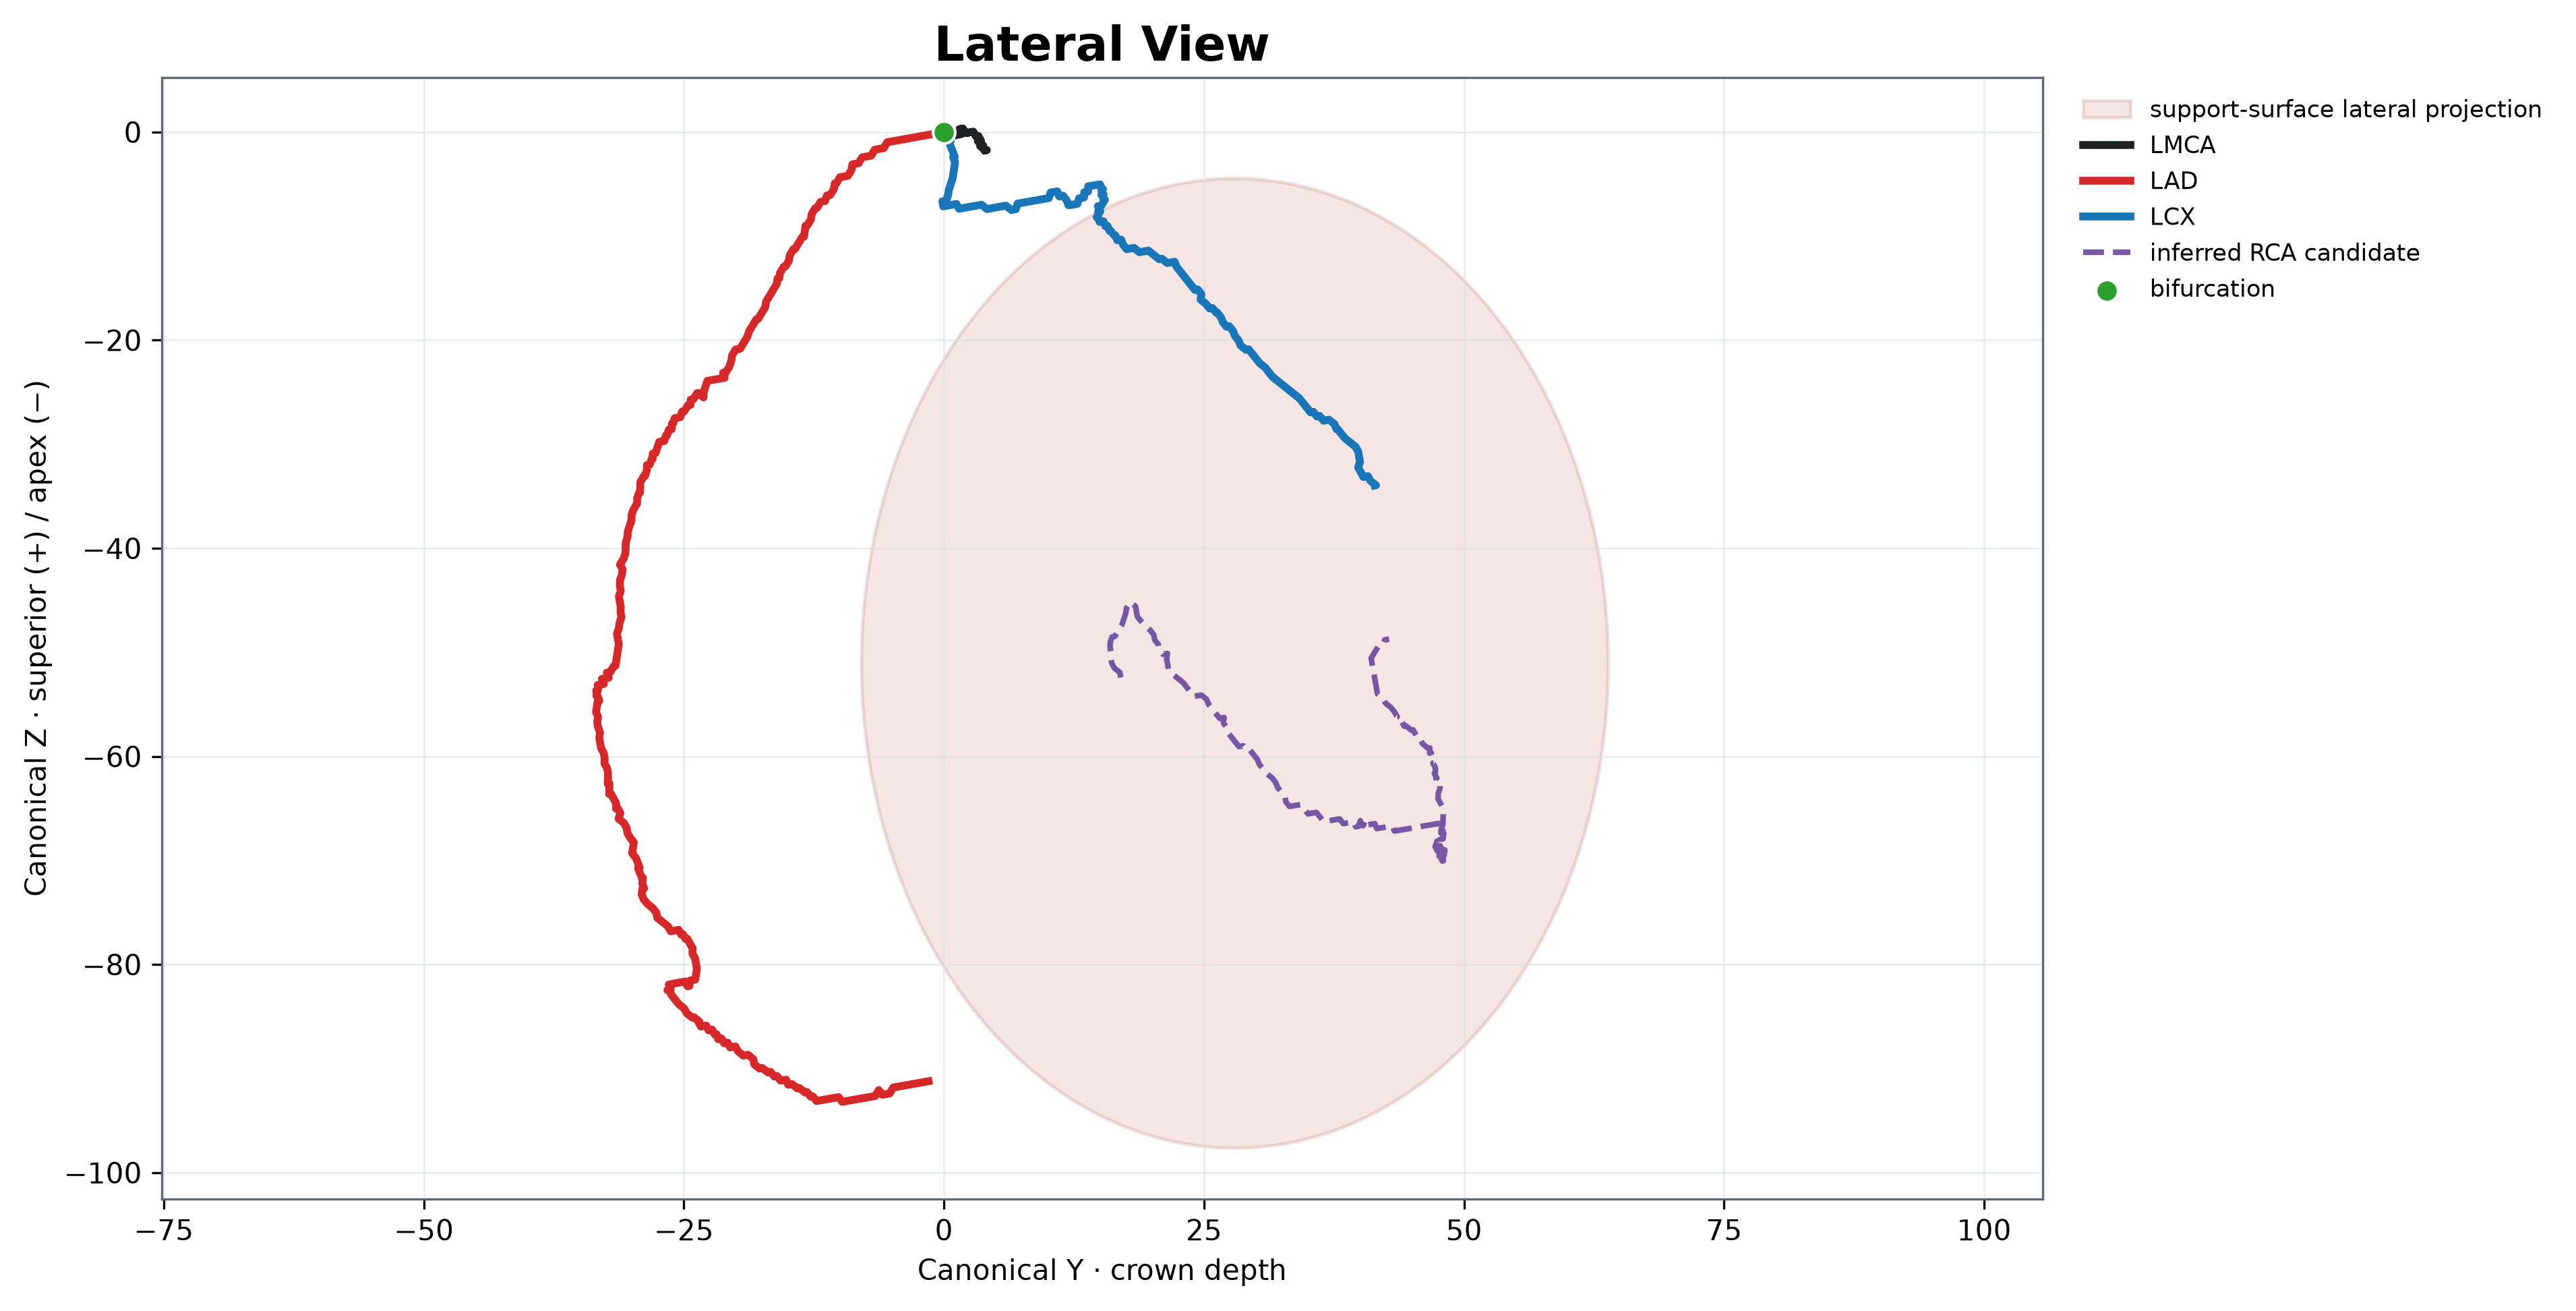 Lateral View
support-surface lateral projection
LMCA
LAD
LCX
inferred RCA candidate
bifurcation
Canonical Z · superior (+) / apex (−)
0
−20
−40
−60
−80
−100
−75
−50
−25
0
25
50
75
100
Canonical Y · crown depth